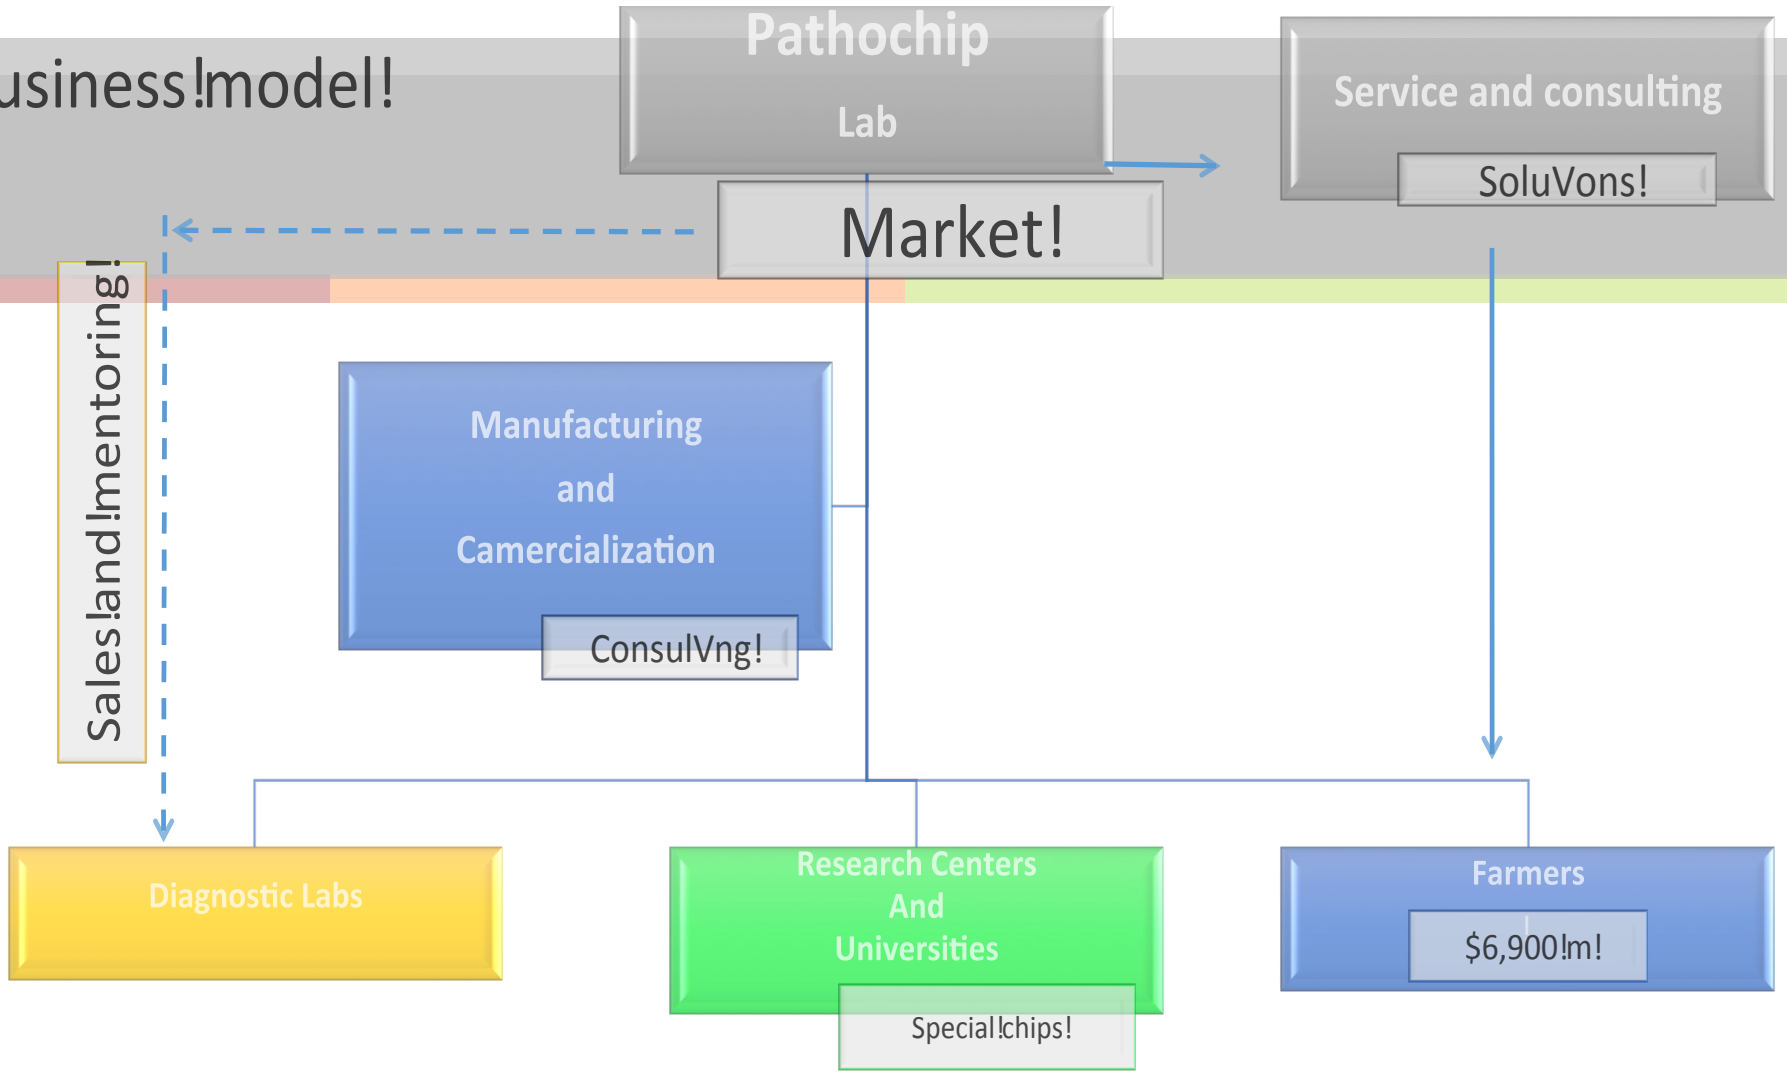 usiness!model!
Pathochip
Lab
Service and consulting
SoluVons!
Market!
Sales!and!mentoring!
Manufacturing
and
Camercialization
ConsulVng!
Diagnostic Labs
Research Centers
And
Universities
Special!chips!
Farmers
$6,900!m!